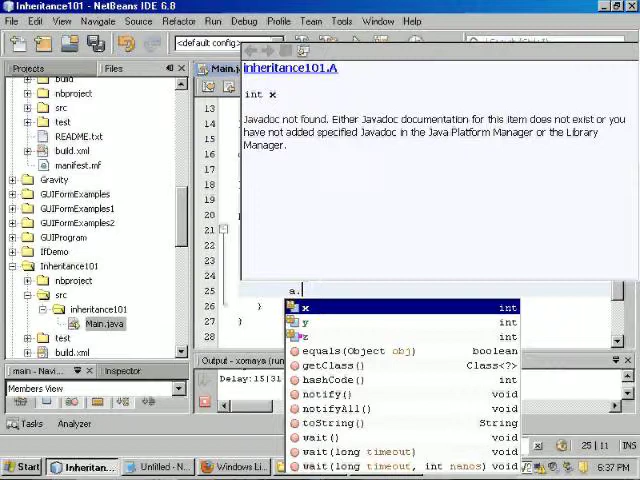 Inheritance101 - NetBeans IDE 6.8
File Edit View Navigate Source Refactor Run Debug Profile Team Tools Window Help
<default config>
Projects
Files
Main.j
inheritance101.A
int x
Javadoc not found. Either Javadoc documentation for this item does not exist or you
have not added specified Javadoc in the Java Platform Manager or the Library
Manager.
build
nbproject
src
test
README.txt
build.xml
manifest.mf
Gravity
GUIFormExamples
GUIFormExamples1
GUIFormExamples2
GUIProgram
IfDemo
Inheritance101
nbproject
src
inheritance101
Main.java
test
build.xml
13
14
18
19
20
21
22
23
24
25 a.
26 }
27 }
28
x int
y int
z int
equals(Object obj) boolean
getClass() Class<?>
hashCode() int
notify() void
notifyAll() void
toString() String
wait() void
wait(long timeout) void
wait(long timeout, int nanos) void
main - Navi...
Inspector
Members View
Output - xomaya
Delay:15|31
Tasks Analyzer
25 | 11 INS
Start
Inheritan...
Untitled - N...
Windows Li...
6:37 PM